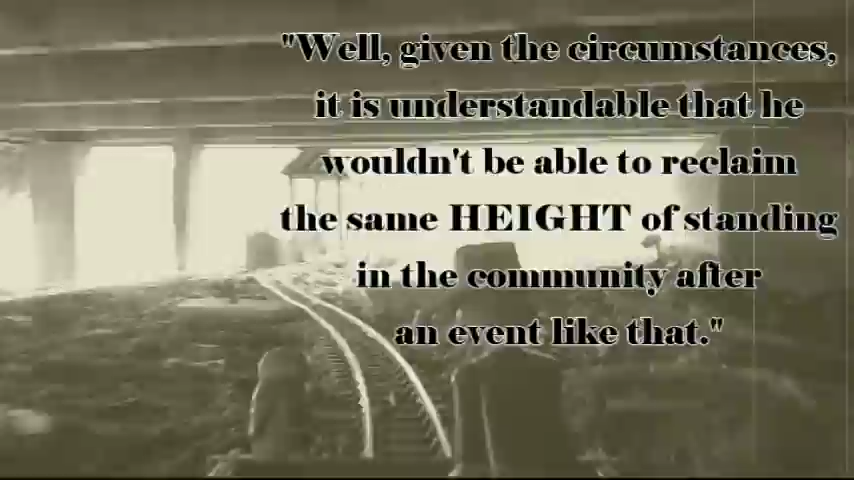 "Well, given the circumstances,
it is understandable that he
wouldn't be able to reclaim
the same HEIGHT of standing
in the community after
an event like that."